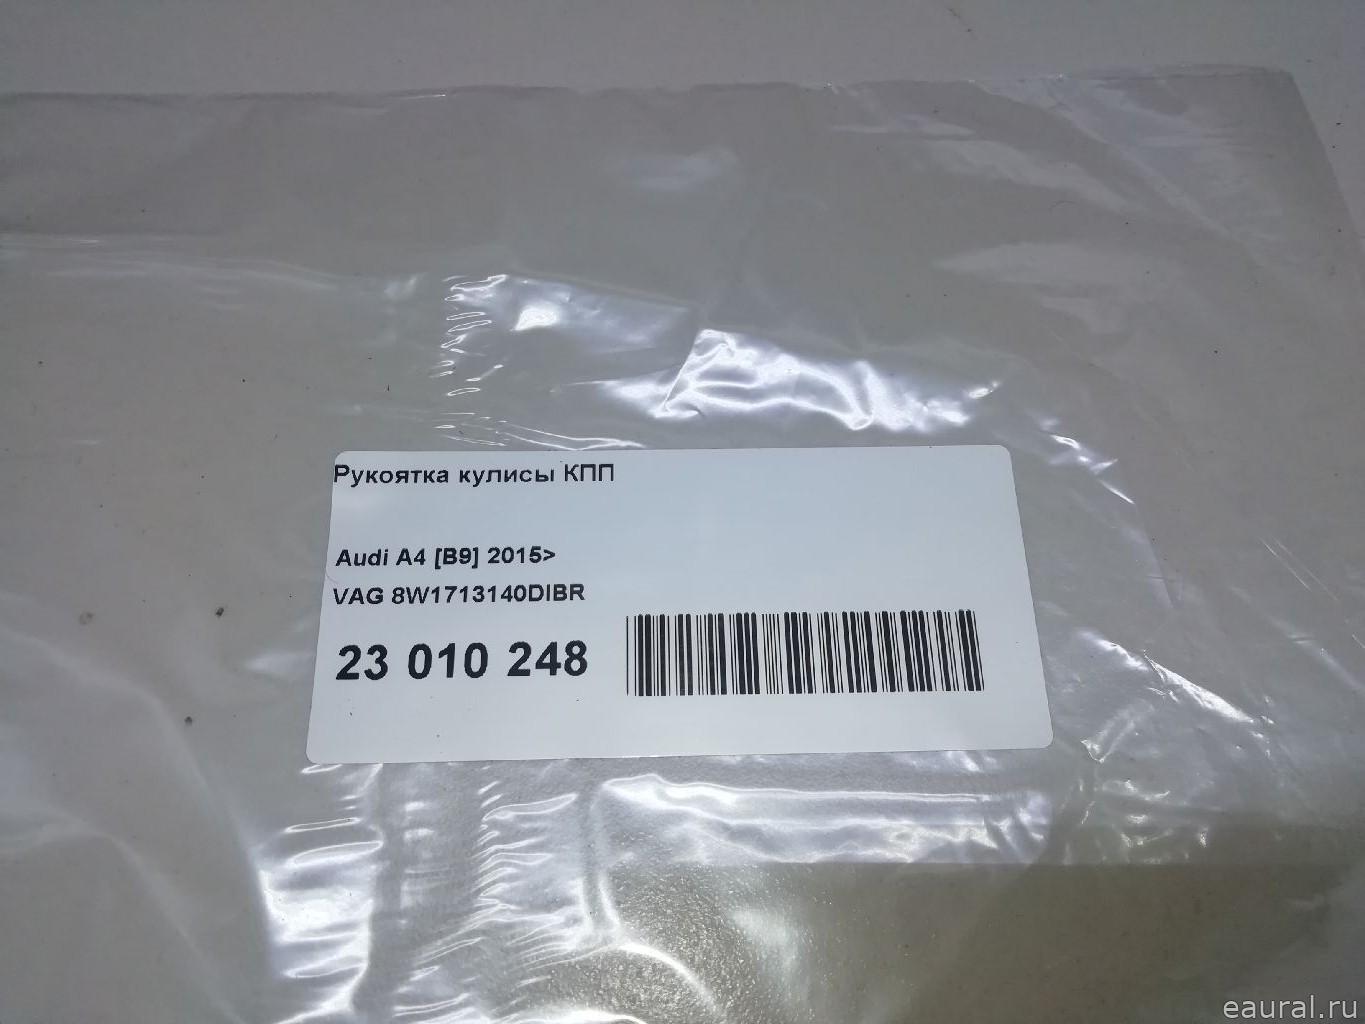 Рукоятка кулисы КПП
Audi A4 [B9] 2015>
VAG 8W1713140DIBR
23 010 248
eaural.ru